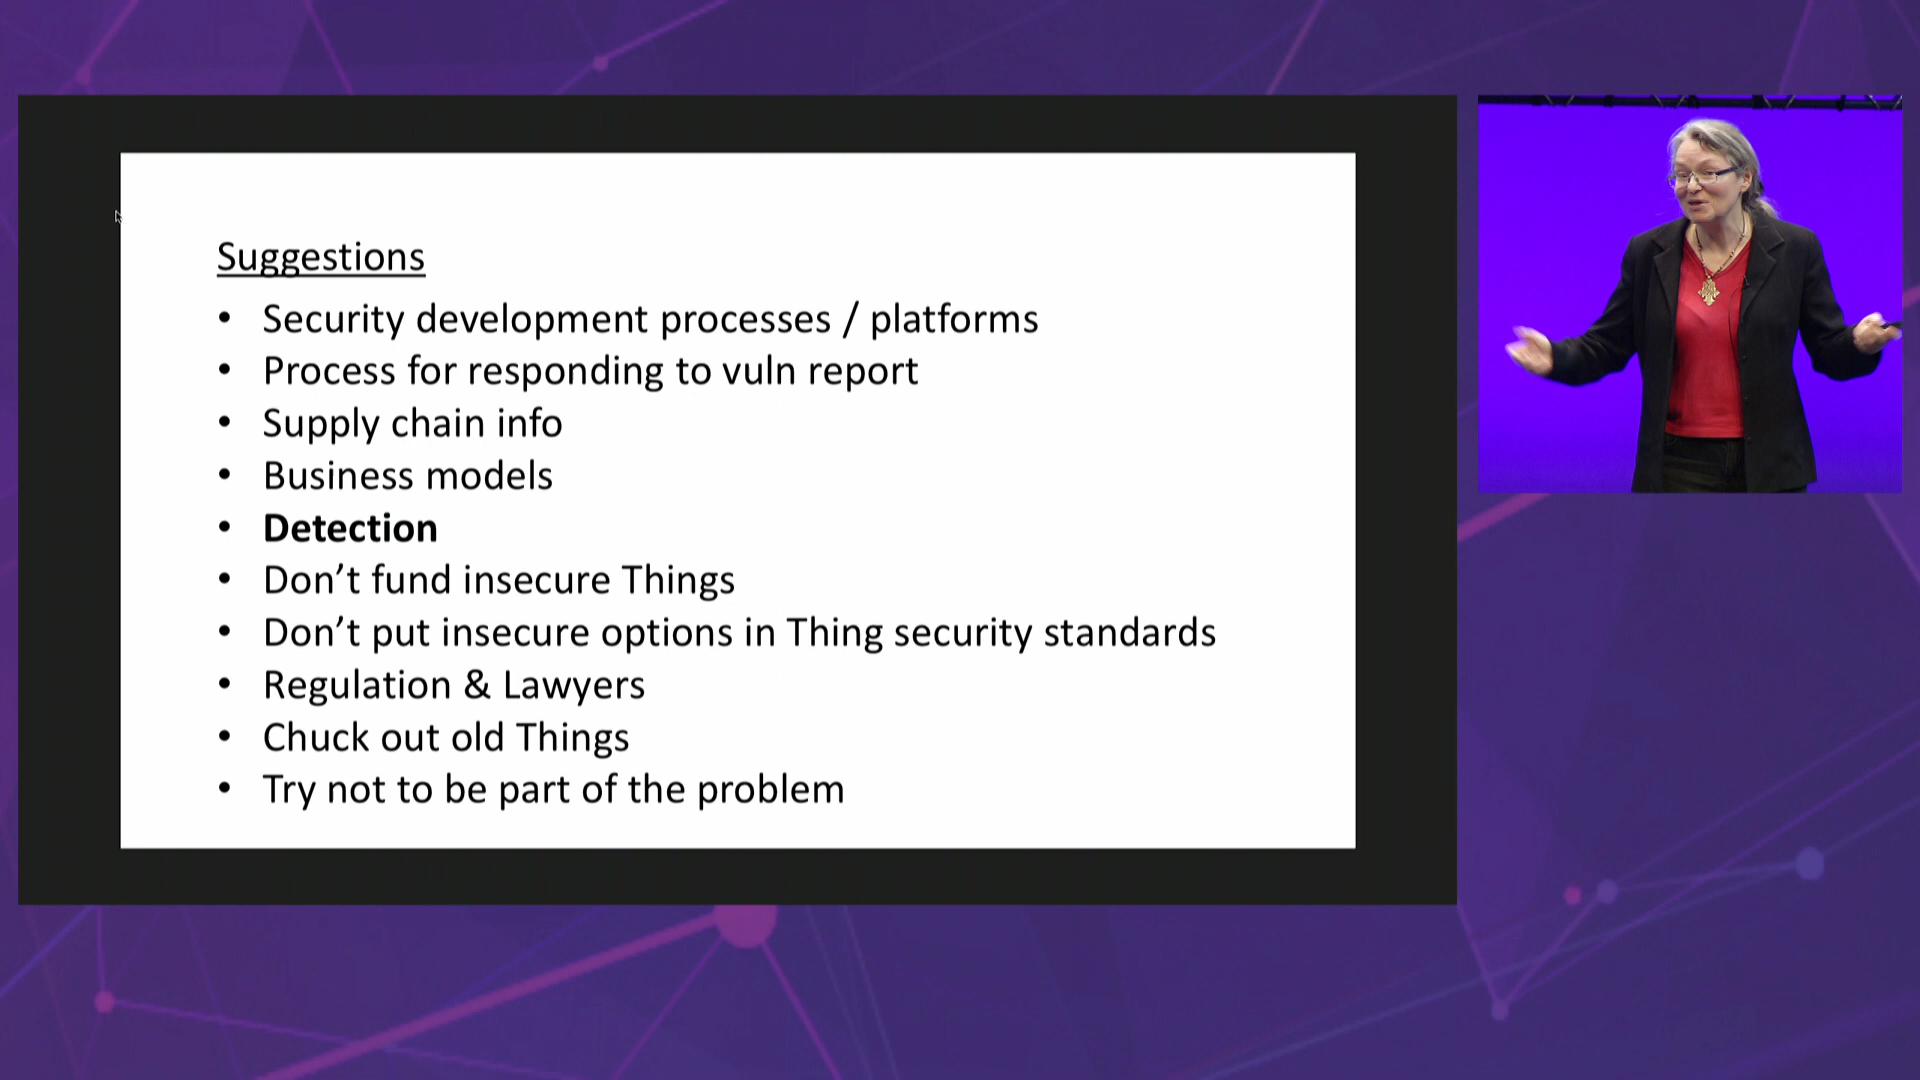 Suggestions
• Security development processes / platforms
• Process for responding to vuln report
• Supply chain info
• Business models
• Detection
• Don’t fund insecure Things
• Don’t put insecure options in Thing security standards
• Regulation & Lawyers
• Chuck out old Things
• Try not to be part of the problem